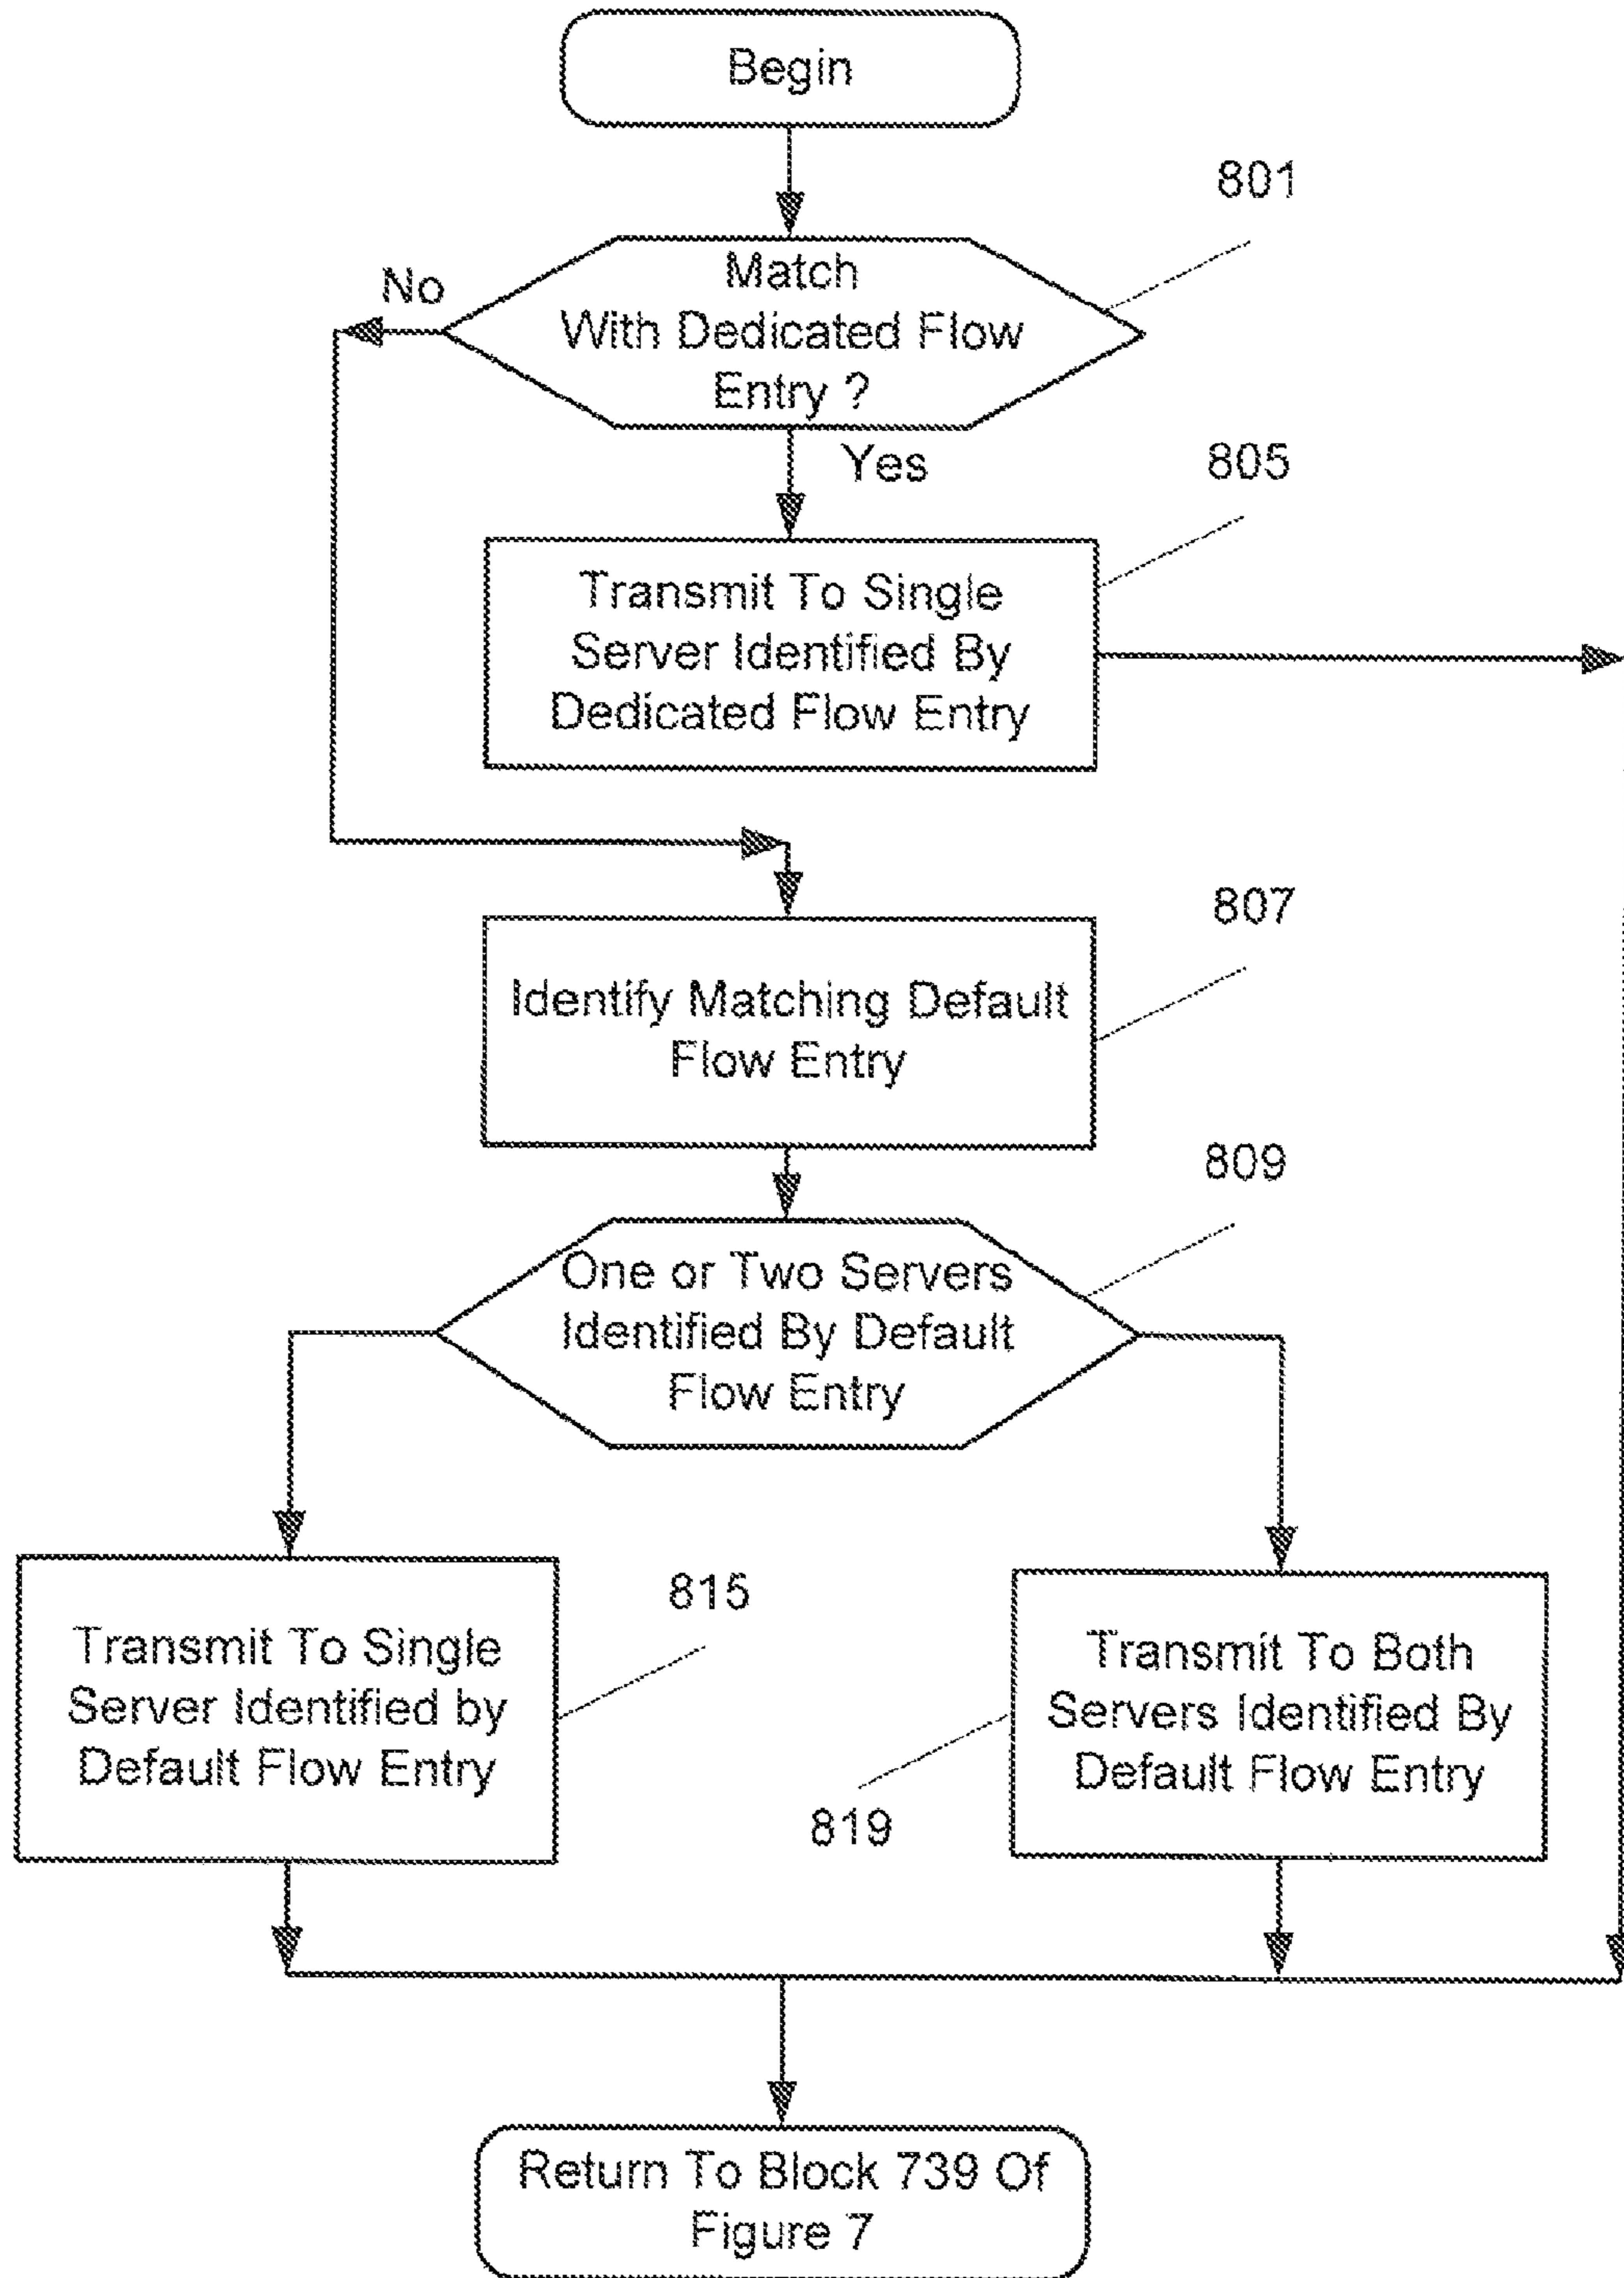 Begin
801
No
Match
With Dedicated Flow
Entry ?
Yes
805
Transmit To Single
Server Identified By
Dedicated Flow Entry
807
Identify Matching Default
Flow Entry
809
One or Two Servers
Identified By Default
Flow Entry
815
Transmit To Single
Server Identified by
Default Flow Entry
Transmit To Both
Servers Identified By
Default Flow Entry
819
Return To Block 739 Of
Figure 7